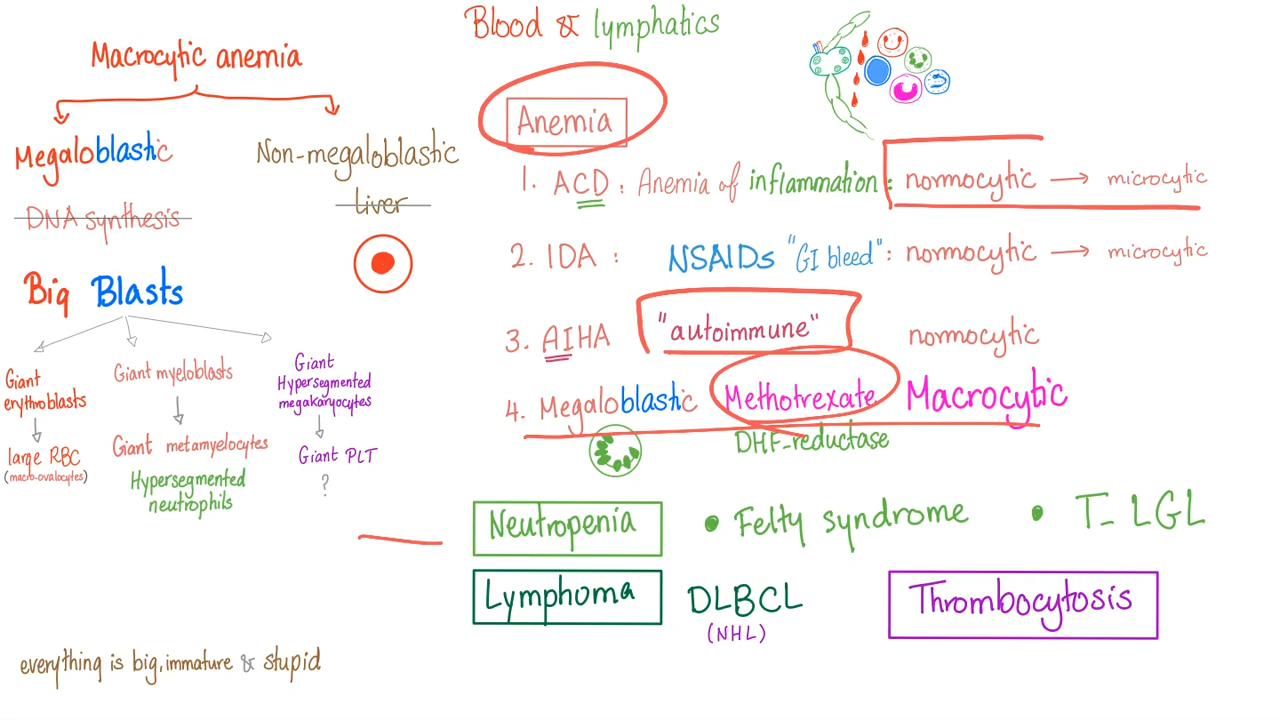 Blood & lymphatics
Macrocytic anemia
Megaloblastic
Non-megaloblastic
DNA synthesis
liver
Big Blasts
Giant erythroblasts
large RBC
(macro-ovalocytes)
Giant myeloblasts
Giant metamyelocytes
Hypersegmented
neutrophils
Giant
Hypersegmented
megakaryocytes
Giant PLT
?
everything is big, immature & stupid
Anemia
1. ACD : Anemia of inflammation : normocytic → microcytic
2. IDA : NSAIDs "GI bleed" : normocytic → microcytic
3. AIHA "autoimmune" normocytic
4. Megaloblastic Methotrexate Macrocytic
DHF-reductase
Neutropenia • Felty syndrome • T-LGL
Lymphoma DLBCL
(NHL)
Thrombocytosis